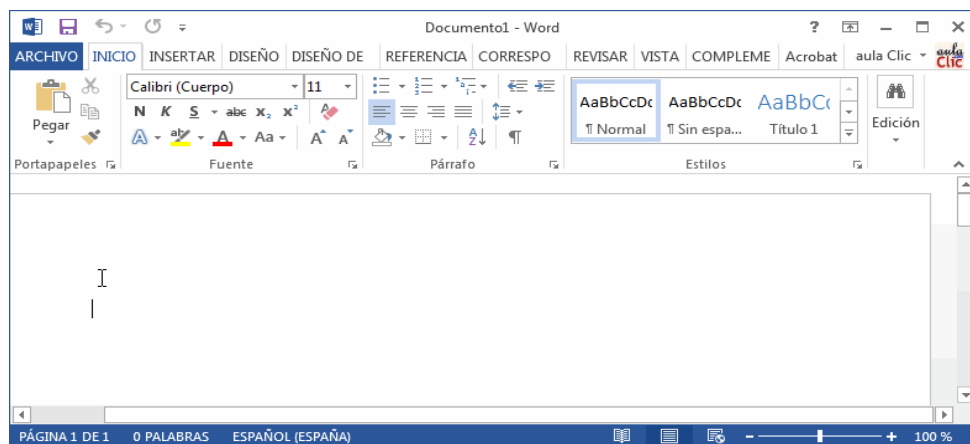 Documento1 - Word
ARCHIVO INICIO INSERTAR DISEÑO DISEÑO DE REFERENCIA CORRESPO REVISAR VISTA COMPLEME Acrobat aula Clic aula Clic
Calibri (Cuerpo) 11
N K S abc X₂ X²
A aby A Aa A A
Pegar
AaBbCcDc AaBbCcDc AaBbCc
¶ Normal ¶ Sin espa... Título 1
Edición
Portapapeles Fuente Párrafo Estilos
PÁGINA 1 DE 1 0 PALABRAS ESPAÑOL (ESPAÑA) 100 %